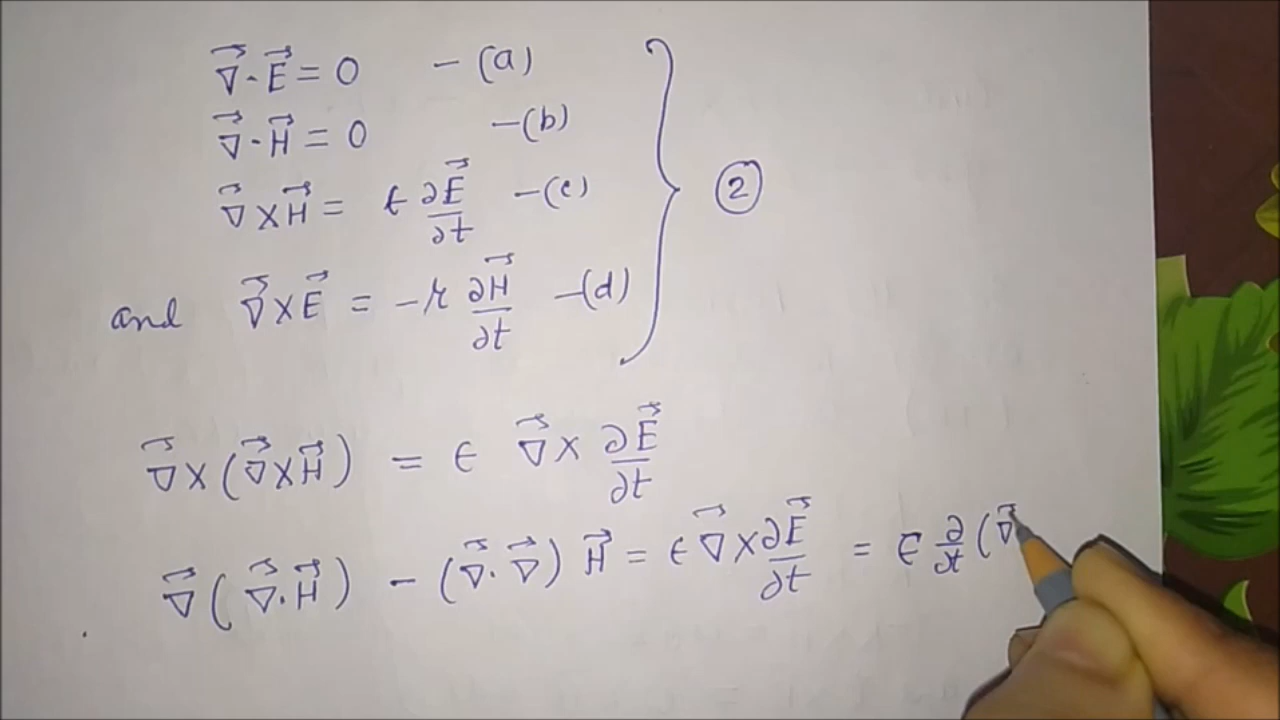 ∇⃗·E⃗ = 0 – (a)
∇⃗·H⃗ = 0 – (b)
∇⃗×H⃗ = ϵ ∂E⃗/∂t – (c)
and ∇⃗×E⃗ = –μ ∂H⃗/∂t – (d)
②
∇⃗×(∇⃗×H⃗) = ϵ ∇⃗× ∂E⃗/∂t
∇⃗(∇⃗·H⃗) – (∇⃗·∇⃗) H⃗ = ϵ ∇⃗× ∂E⃗/∂t = ϵ ∂/∂t (∇⃗